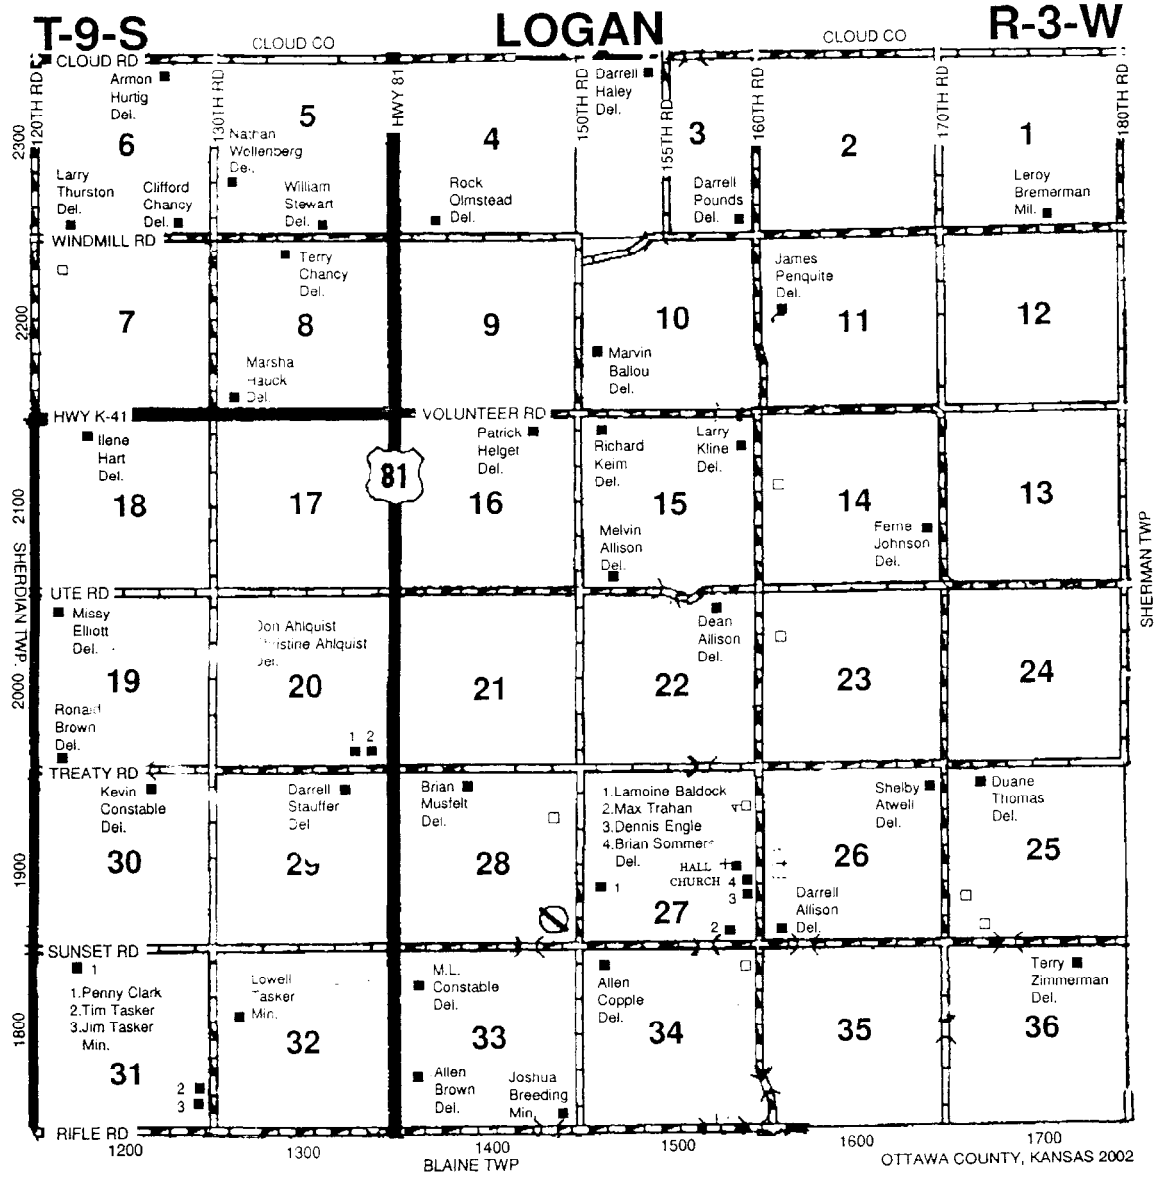 T-9-S
LOGAN
R-3-W
CLOUD CO
CLOUD CO
CLOUD RD
120TH RD
130TH RD
HWY 81
150TH RD
155TH RD
160TH RD
170TH RD
180TH RD
2300
Armon
Hurtig
Del.
6
Larry
Thurston
Del.
Clifford
Chancy
Del.
5
Nathan
Wollenberg
De
William
Stewart
Del.
4
Rock
Olmstead
Del.
Darrell
Haley
Del.
3
Darrell
Pounds
Del.
2
1
Leroy
Bremerman
Mil.
WINDMILL RD
2200
7
Terry
Chancy
Del.
8
Marsha
Hauck
Del.
9
10
Marvin
Ballou
Del.
James
Penquite
Del.
11
12
HWY K-41
VOLUNTEER RD
2100
Ilene
Hart
Del.
18
17
81
Patrick
Helget
Del.
16
Richard
Keim
Del.
Larry
Kline
Del.
15
Melvin
Allison
Del.
14
Ferne
Johnson
Del.
13
SHERIDIAN TWP.
SHERMAN TWP
UTE RD
0000
Missy
Elliott
Del.
19
Ronald
Brown
Del.
Don Ahlquist
Christine Ahlquist
Del.
20
1 2
21
Dean
Allison
Del.
22
23
24
TREATY RD
1900
Kevin
Constable
Del.
30
Darrell
Stauffer
Del
29
Brian
Musfelt
Del.
28
1.Lamoine Baldock
2.Max Trahan
3.Dennis Engle
4.Brian Sommers
Del.
HALL
CHURCH 4
3
1
27
2
Shelby
Atwell
Del.
26
Darrell
Allison
Del.
Duane
Thomas
Del.
25
SUNSET RD
1800
1
1.Penny Clark
2.Tim Tasker
3.Jim Tasker
Min.
31
2
3
Lowell
Tasker
Min.
32
M.L.
Constable
Del.
33
Allen
Brown
Del.
Joshua
Breeding
Min.
Allen
Copple
Del.
34
35
Terry
Zimmerman
Del.
36
RIFLE RD
1200
1300
1400
1500
1600
1700
BLAINE TWP
OTTAWA COUNTY, KANSAS 2002